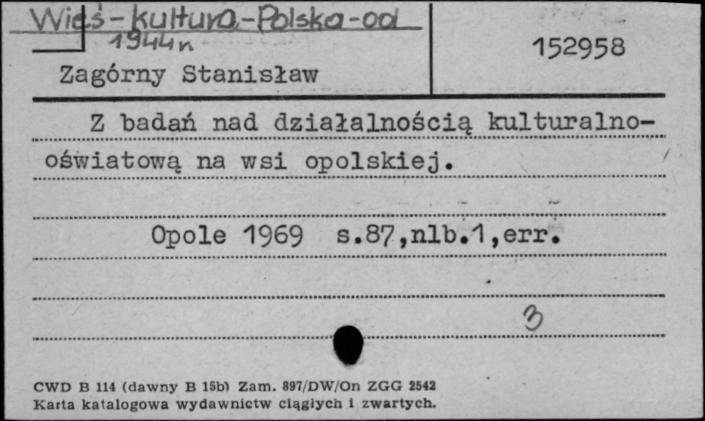 Wieś-kultura-Polska-od
1944r.
152958
Zagórny Stanisław
Z badań nad działalnością kulturalno-
oświatową na wsi opolskiej.
Opole 1969 s.87,nlb.1,err.
3
CWD B 114 (dawny B 15b) Zam. 897/DW/On ZGG 2542
Karta katalogowa wydawnictw ciągłych i zwartych.